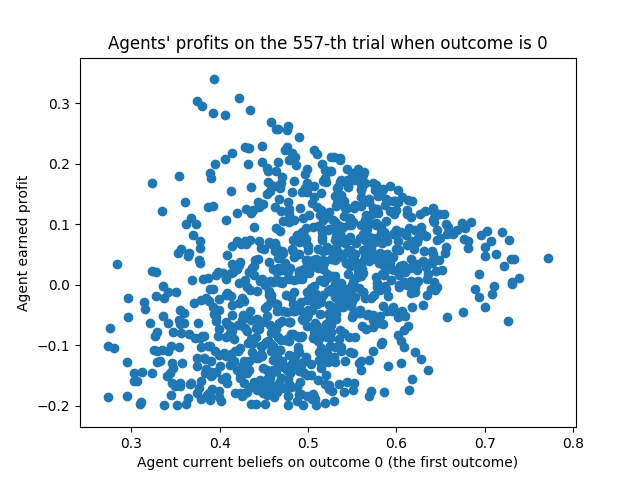 Agents' profits on the 557-th trial when outcome is 0
Agent earned profit
0.3
0.2
0.1
0.0
−0.1
−0.2
0.3 0.4 0.5 0.6 0.7 0.8
Agent current beliefs on outcome 0 (the first outcome)